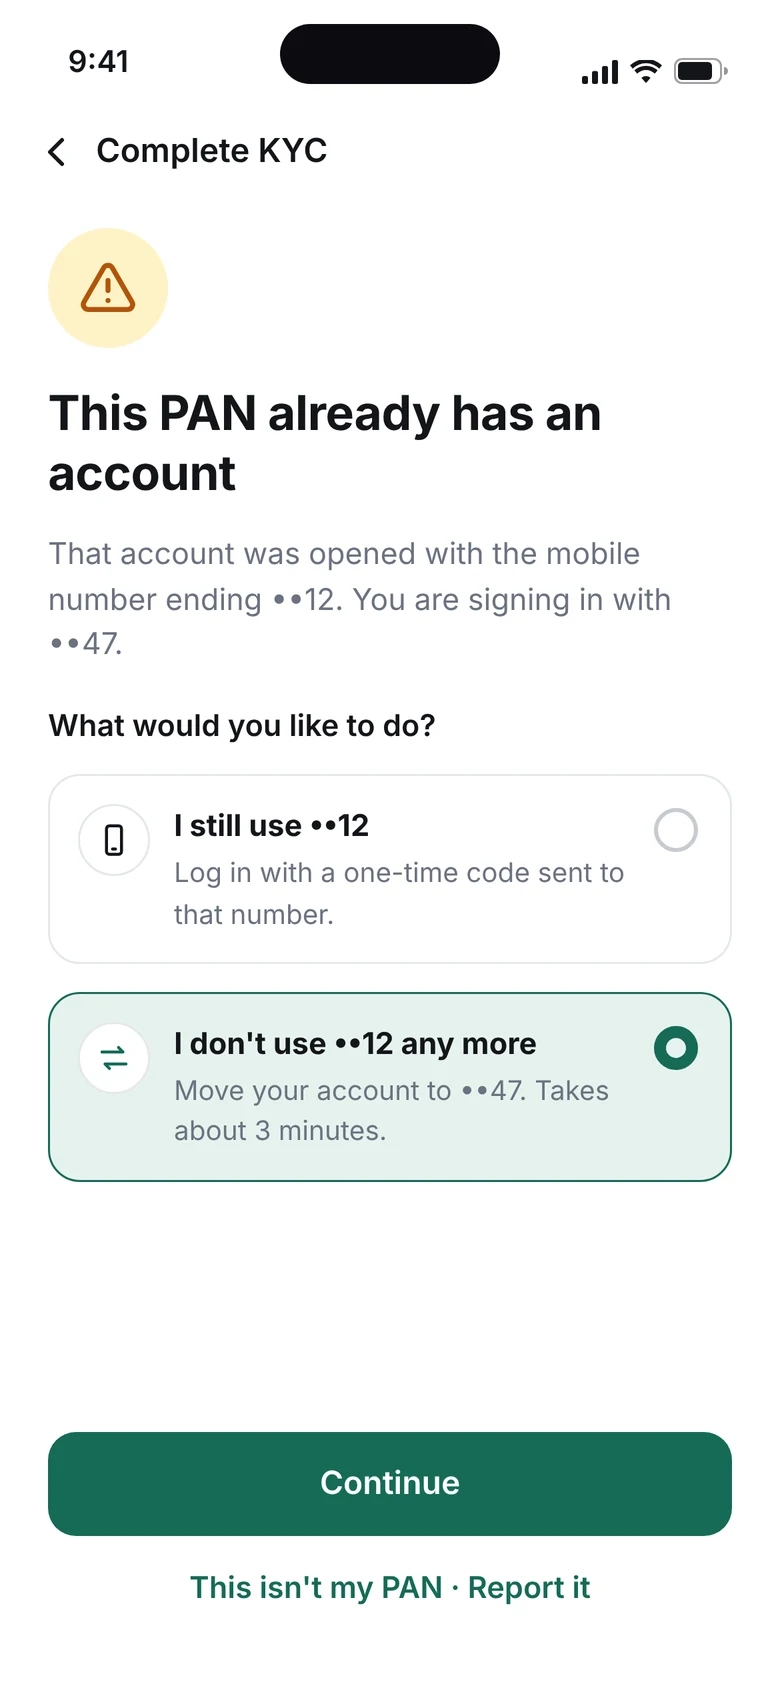 9:41
Complete KYC
This PAN already has an
account
That account was opened with the mobile
number ending ••12. You are signing in with
••47.
What would you like to do?
I still use ••12
Log in with a one-time code sent to
that number.
I don't use ••12 any more
Move your account to ••47. Takes
about 3 minutes.
Continue
This isn't my PAN · Report it